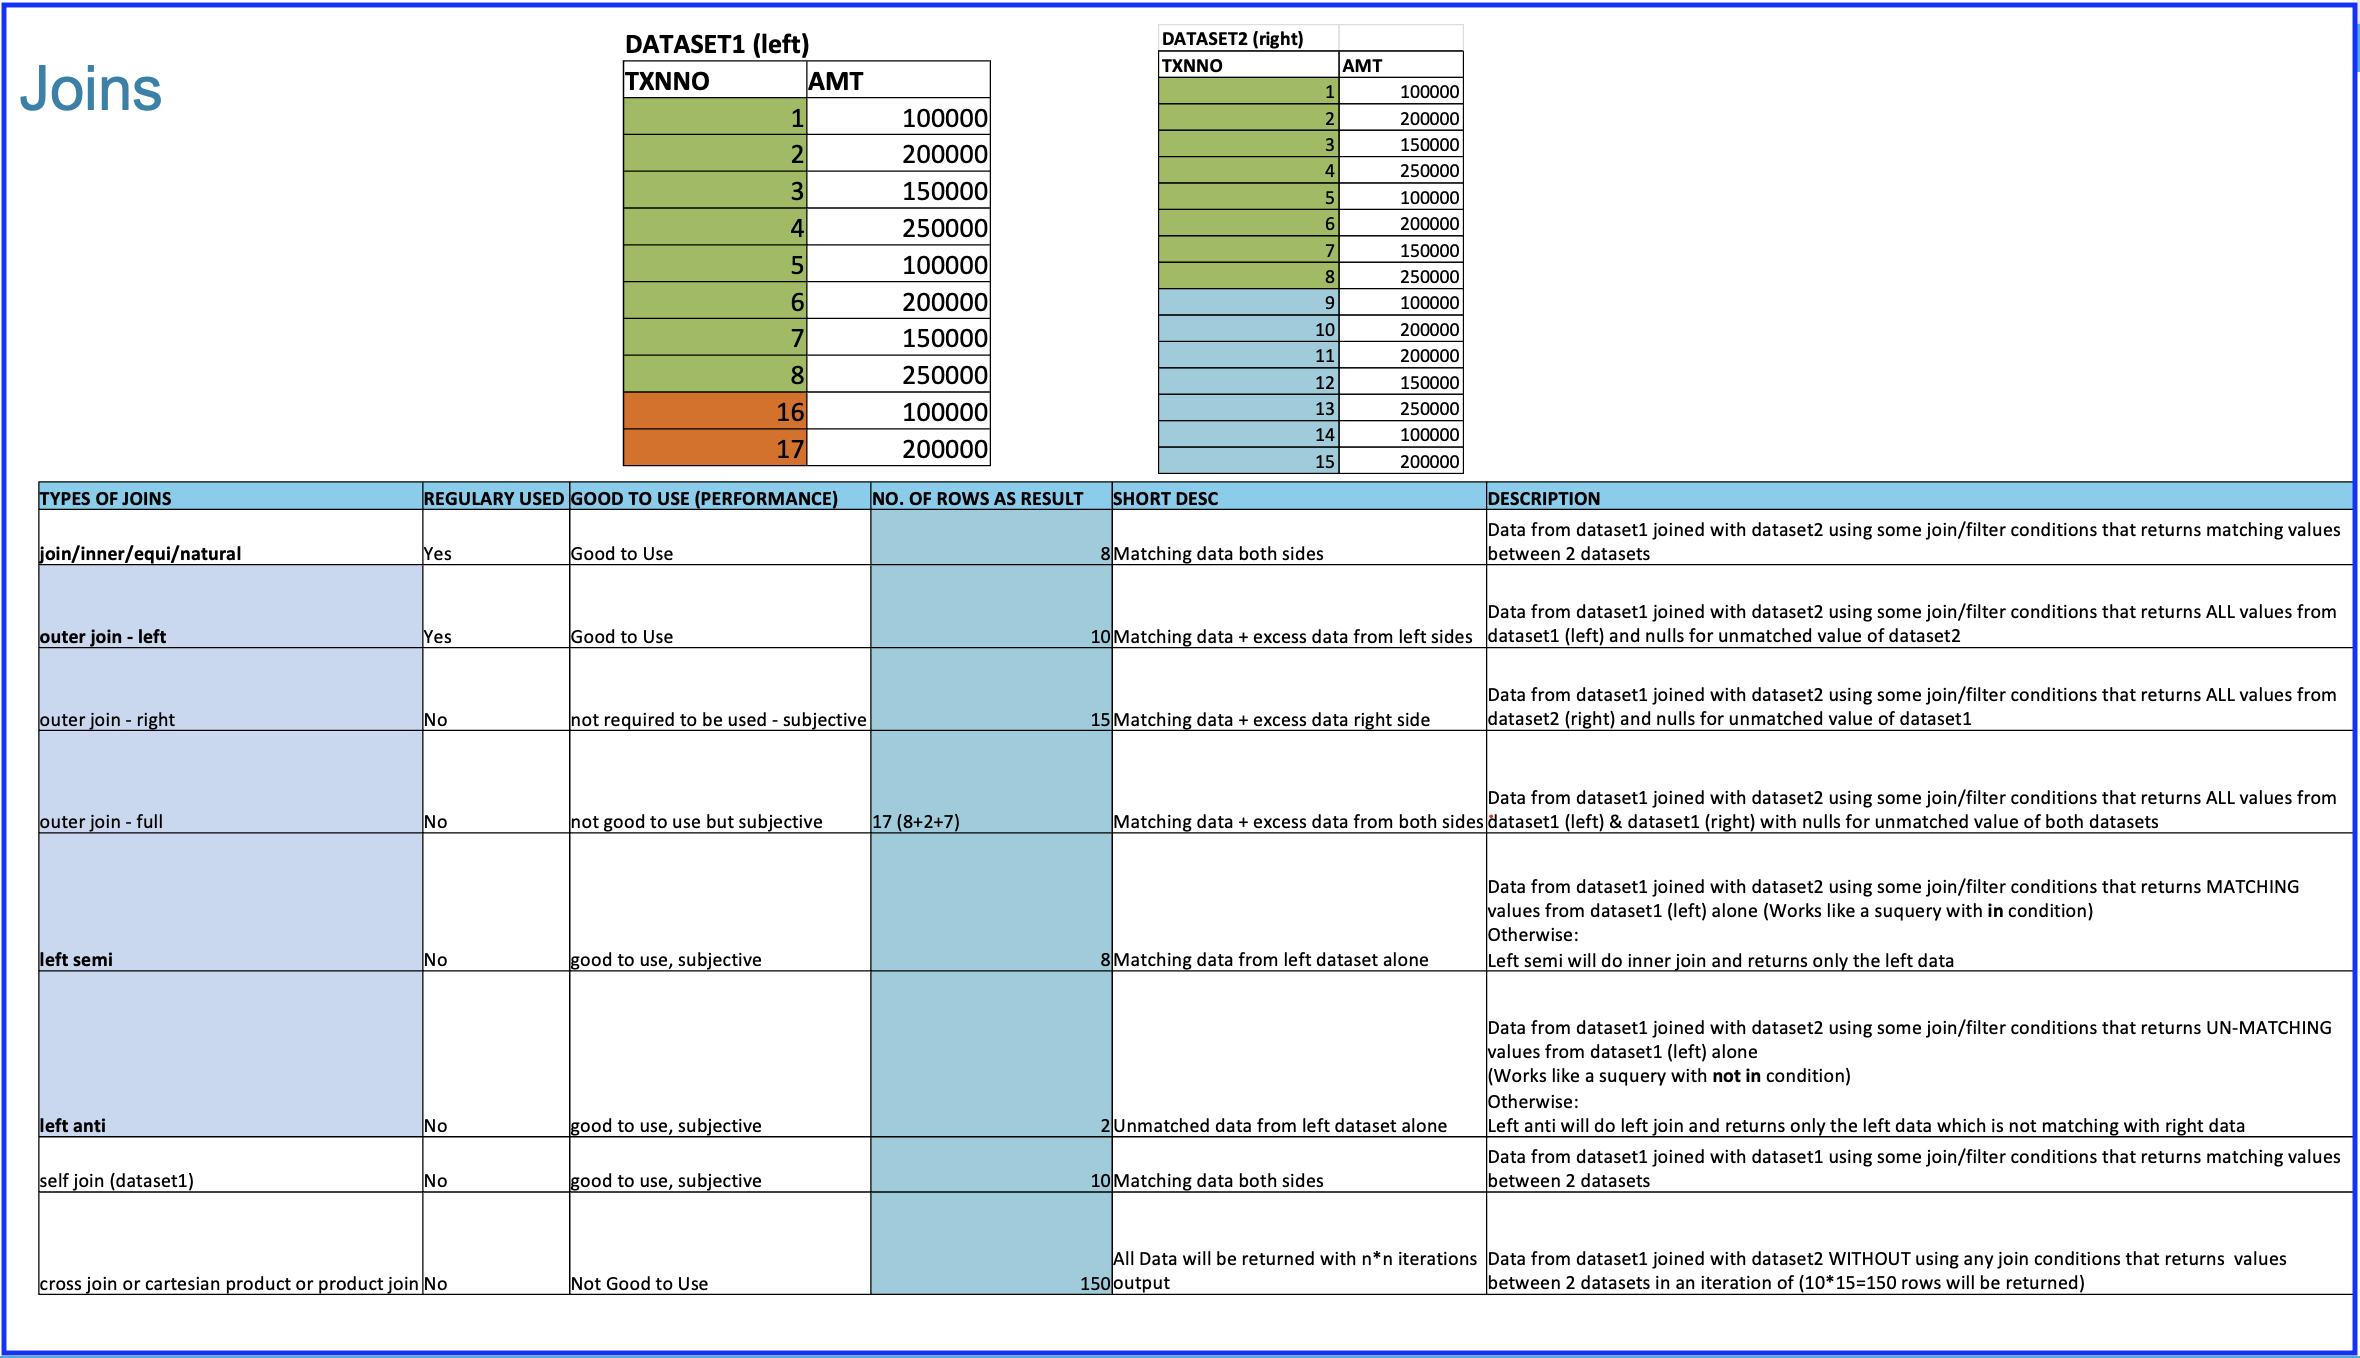 Joins
DATASET1 (left)
TXNNO AMT
1 100000
2 200000
3 150000
4 250000
5 100000
6 200000
7 150000
8 250000
16 100000
17 200000
DATASET2 (right)
TXNNO AMT
1 100000
2 200000
3 150000
4 250000
5 100000
6 200000
7 150000
8 250000
9 100000
10 200000
11 200000
12 150000
13 250000
14 100000
15 200000
TYPES OF JOINS REGULARY USED GOOD TO USE (PERFORMANCE) NO. OF ROWS AS RESULT SHORT DESC DESCRIPTION
Data from dataset1 joined with dataset2 using some join/filter conditions that returns matching values
join/inner/equi/natural Yes Good to Use 8 Matching data both sides between 2 datasets
Data from dataset1 joined with dataset2 using some join/filter conditions that returns ALL values from
outer join - left Yes Good to Use 10 Matching data + excess data from left sides dataset1 (left) and nulls for unmatched value of dataset2
Data from dataset1 joined with dataset2 using some join/filter conditions that returns ALL values from
outer join - right No not required to be used - subjective 15 Matching data + excess data right side dataset2 (right) and nulls for unmatched value of dataset1
Data from dataset1 joined with dataset2 using some join/filter conditions that returns ALL values from
outer join - full No not good to use but subjective 17 (8+2+7) Matching data + excess data from both sides dataset1 (left) & dataset1 (right) with nulls for unmatched value of both datasets
Data from dataset1 joined with dataset2 using some join/filter conditions that returns MATCHING
values from dataset1 (left) alone (Works like a suquery with in condition)
Otherwise:
left semi No good to use, subjective 8 Matching data from left dataset alone Left semi will do inner join and returns only the left data
Data from dataset1 joined with dataset2 using some join/filter conditions that returns UN-MATCHING
values from dataset1 (left) alone
(Works like a suquery with not in condition)
Otherwise:
left anti No good to use, subjective 2 Unmatched data from left dataset alone Left anti will do left join and returns only the left data which is not matching with right data
Data from dataset1 joined with dataset1 using some join/filter conditions that returns matching values
self join (dataset1) No good to use, subjective 10 Matching data both sides between 2 datasets
All Data will be returned with n*n iterations Data from dataset1 joined with dataset2 WITHOUT using any join conditions that returns values
cross join or cartesian product or product join No Not Good to Use 150 output between 2 datasets in an iteration of (10*15=150 rows will be returned)